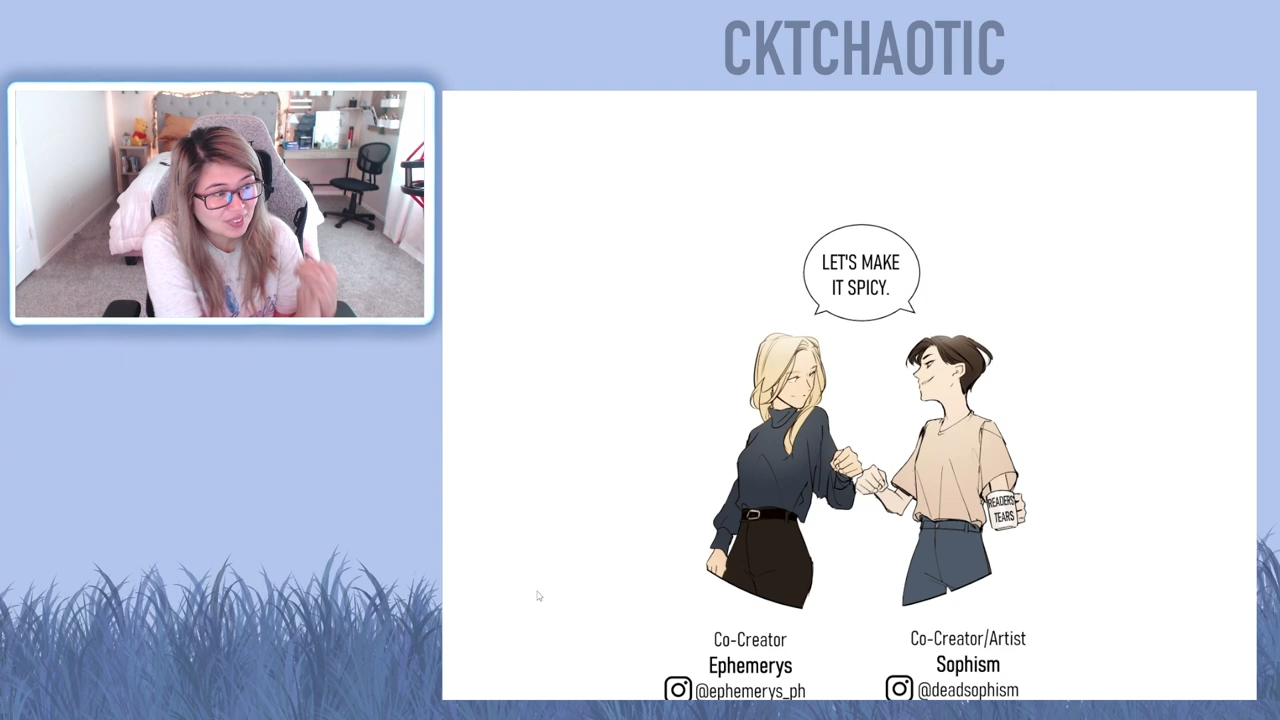 CKTCHAOTIC
LET'S MAKE
IT SPICY.
READERS
TEARS
Co-Creator
Ephemerys
@ephemerys_ph
Co-Creator/Artist
Sophism
@deadsophism